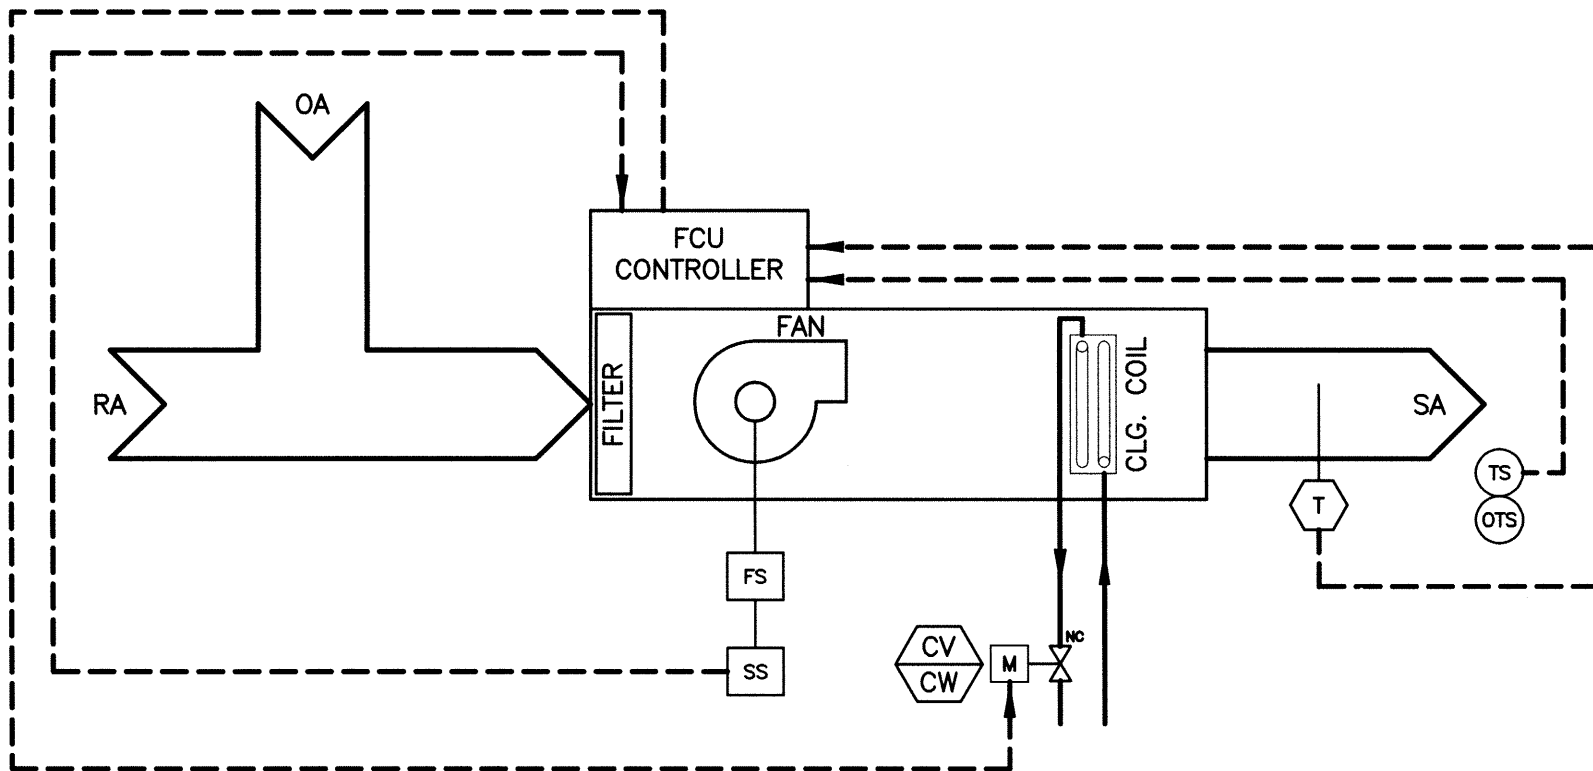 OA
FCU
CONTROLLER
FAN
FILTER
CLG. COIL
RA
SA
TS
OTS
T
FS
SS
CV
CW
M
NC